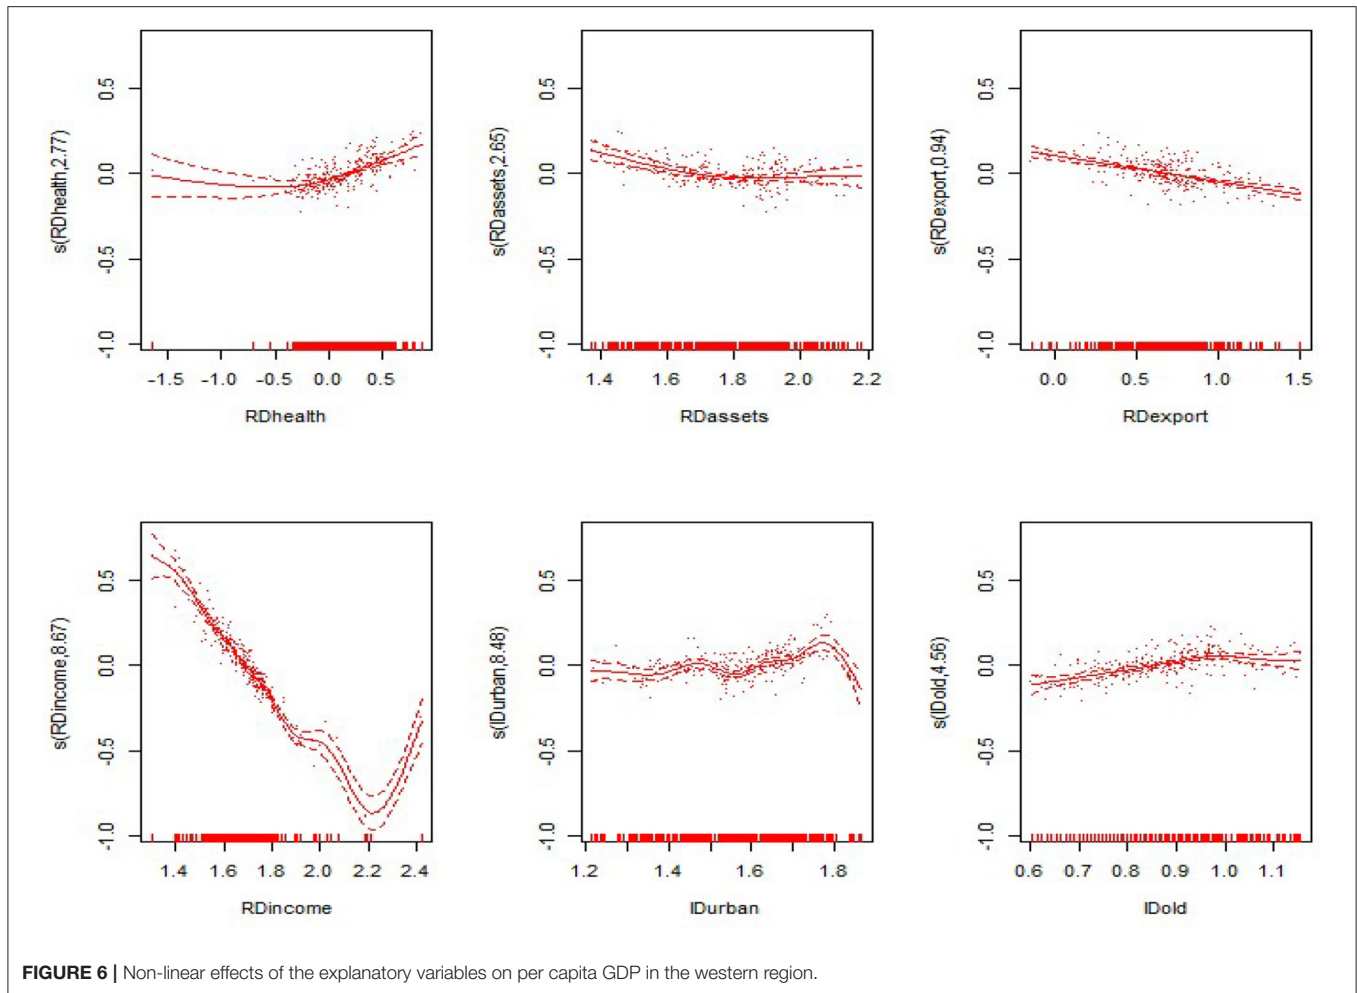 s(RDhealth,2.77)
0.5
0.0
-0.5
-1.0
-1.5 -1.0 -0.5 0.0 0.5
RDhealth
s(RDassets,2.65)
0.5
0.0
-0.5
-1.0
1.4 1.6 1.8 2.0 2.2
RDassets
s(RDexport,0.94)
0.5
0.0
-0.5
-1.0
0.0 0.5 1.0 1.5
RDexport
s(RDincome,8.67)
0.5
0.0
-0.5
-1.0
1.4 1.6 1.8 2.0 2.2 2.4
RDincome
s(IDurban,8.48)
0.5
0.0
-0.5
-1.0
1.2 1.4 1.6 1.8
IDurban
s(IDold,4.56)
0.5
0.0
-0.5
-1.0
0.6 0.7 0.8 0.9 1.0 1.1
IDold
FIGURE 6 | Non-linear effects of the explanatory variables on per capita GDP in the western region.